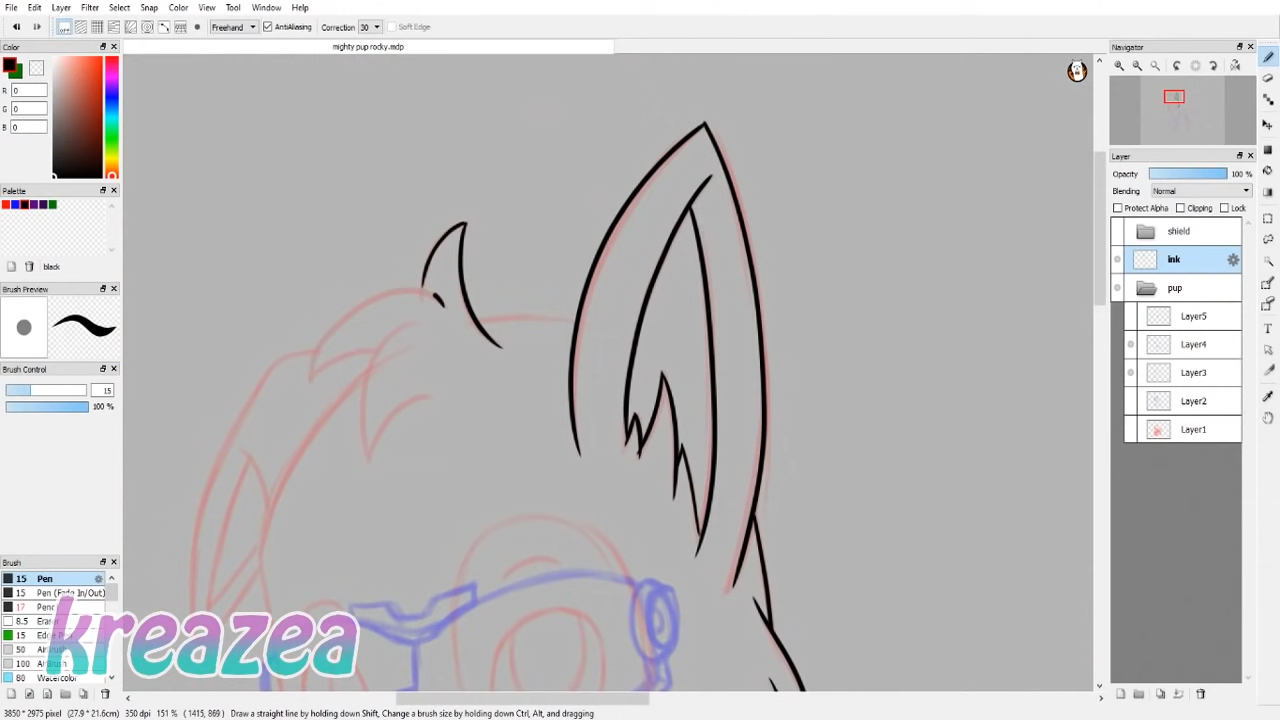 File Edit Layer Filter Select Snap Color View Tool Window Help
Freehand AntiAliasing Correction 30 Soft Edge
Color mighty pup rocky.mdp Navigator
R 0
G 0
B 0
Layer
Opacity 100 %
Blending Normal
Palette
Protect Alpha Clipping Lock
shield
black
ink
Brush Preview
pup
Layer5
Layer4
Brush Control
Layer3
15
100 %
Layer2
Layer1
Brush
15 Pen
15 Pen (Fade In/Out)
17
8.5
15
50
100
80 Watercolor
kreazea
3850 * 2975 pixel (27.9 * 21.6cm) 350 dpi 151 % ( 1415, 869 ) Draw a straight line by holding down Shift, Change a brush size by holding down Ctrl, Alt, and dragging